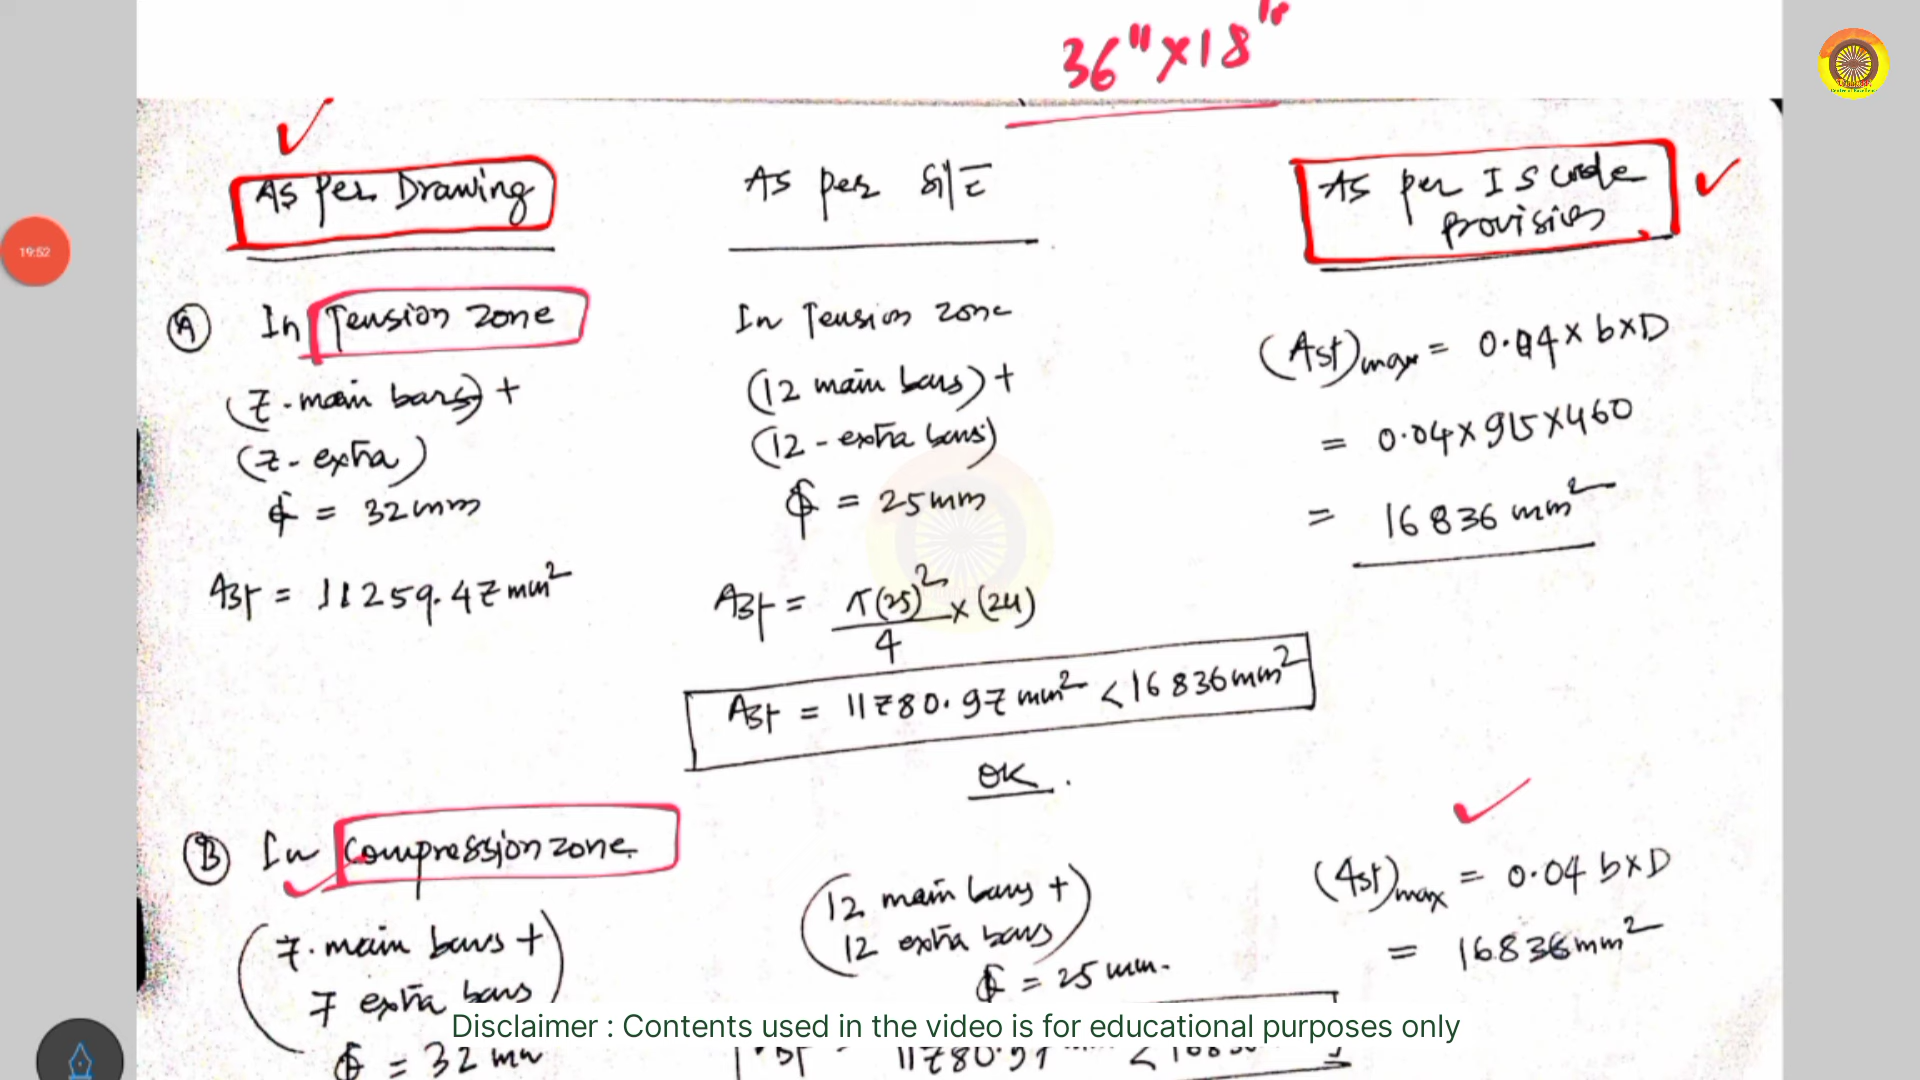 36" X 18"
As per Drawing
As per site
As per IS code
provision
19:52
(A) In Tension zone
(7-main bars) +
(7-extra)
ϕ = 32mm
Ast = 11259.47 mm²
In Tension zone
(12 main bars) +
(12-extra bars)
ϕ = 25mm
Ast = π(25)²/4 x (24)
Ast = 11780.97 mm² < 16836 mm²
OK.
(Ast)max = 0.04 x b x D
= 0.04 x 915 x 460
= 16836 mm²
(B) In compression zone.
(7-main bars +
7 extra bars)
ϕ = 32 mm
(12 main bars +
12 extra bars)
ϕ = 25 mm.
(Ast)max = 0.04 b x D
= 16836 mm²
Disclaimer : Contents used in the video is for educational purposes only